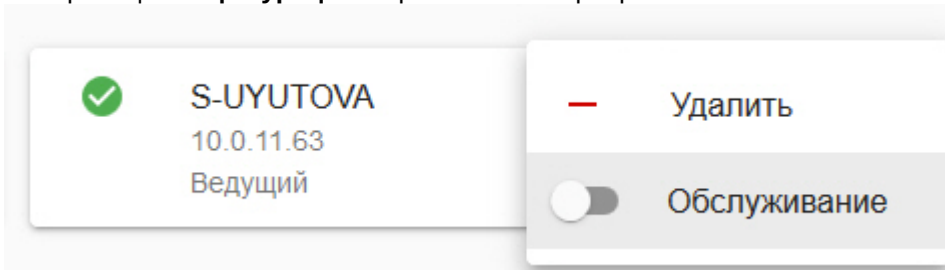 S-UYUTOVA
10.0.11.63
Ведущий
Удалить
Обслуживание